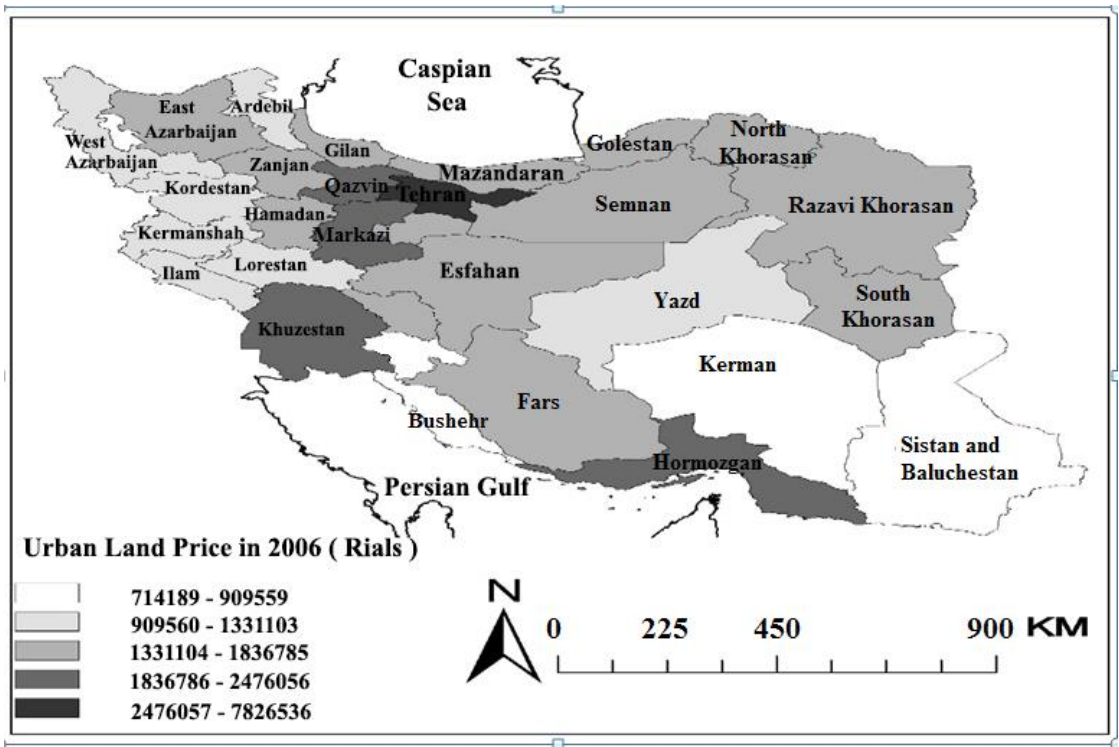 Caspian
Sea
East
Azarbaijan
Ardebil
West
Azarbaijan
Gilan
Zanjan
Golestan
North
Khorasan
Mazandaran
Qazvin
Tehran
Kordestan
Semnan
Razavi Khorasan
Hamadan
Markazi
Kermanshah
Lorestan
Ilam
Esfahan
Yazd
South
Khorasan
Khuzestan
Kerman
Fars
Bushehr
Sistan and
Baluchestan
Hormozgan
Persian Gulf
Urban Land Price in 2006 ( Rials )
714189 - 909559
909560 - 1331103
1331104 - 1836785
1836786 - 2476056
2476057 - 7826536
N
0 225 450 900 KM